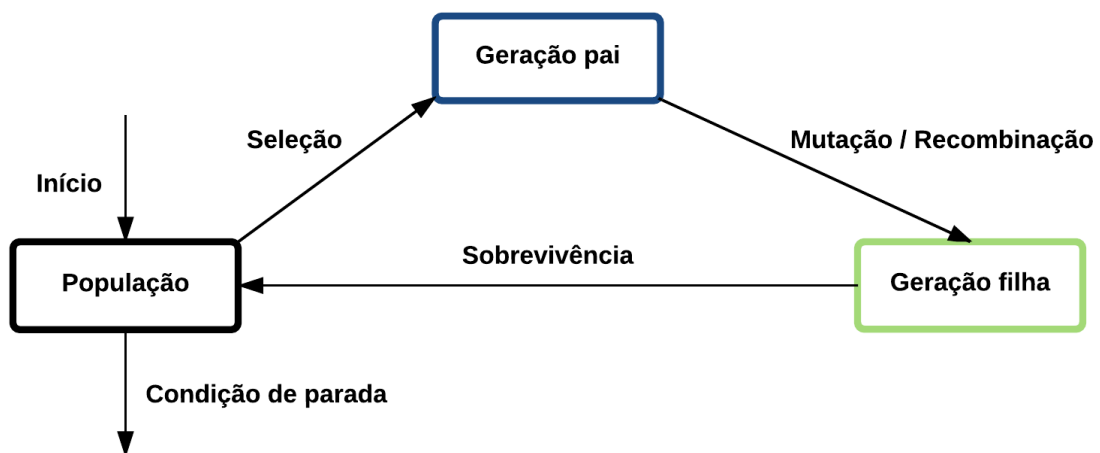 Geração pai
Seleção
Mutação / Recombinação
Início
Sobrevivência
População
Geração filha
Condição de parada